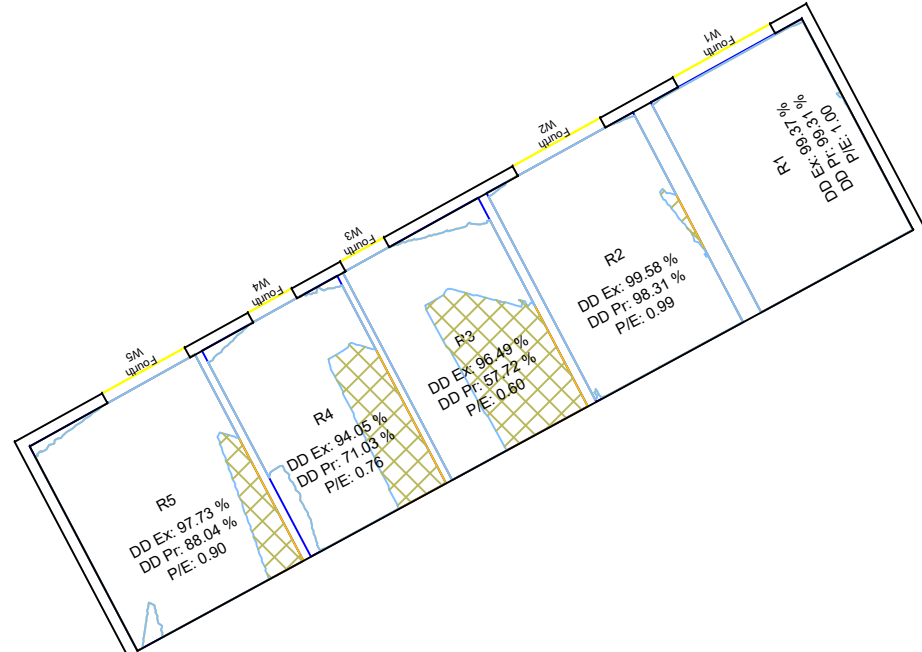 W1
Fourth
R1
DD Ex: 99.37 %
DD Pr: 99.31 %
P/E: 1.00
W2
Fourth
R2
DD Ex: 99.58 %
DD Pr: 98.31 %
P/E: 0.99
W3
Fourth
R3
DD Ex: 96.49 %
DD Pr: 57.72 %
P/E: 0.60
W4
Fourth
R4
DD Ex: 94.05 %
DD Pr: 71.03 %
P/E: 0.76
W5
Fourth
R5
DD Ex: 97.73 %
DD Pr: 88.04 %
P/E: 0.90